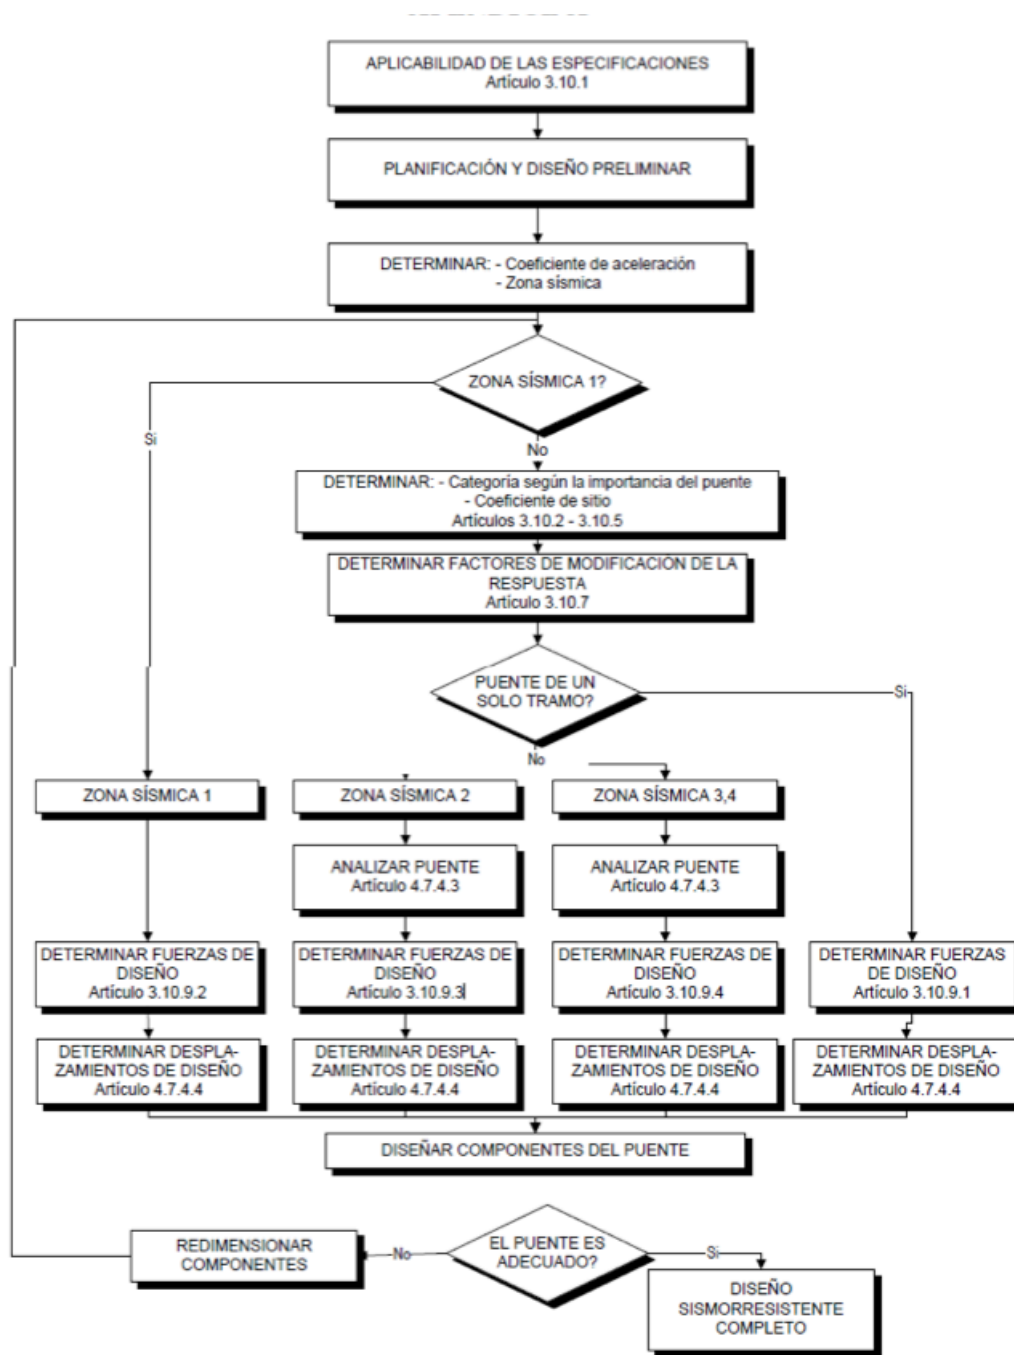 APLICABILIDAD DE LAS ESPECIFICACIONES
Artículo 3.10.1
PLANIFICACIÓN Y DISEÑO PRELIMINAR
DETERMINAR: - Coeficiente de aceleración
- Zona sísmica
ZONA SÍSMICA 1?
Si
No
DETERMINAR: - Categoría según la importancia del puente
- Coeficiente de sitio
Artículos 3.10.2 - 3.10.5
DETERMINAR FACTORES DE MODIFICACION DE LA
RESPUESTA
Artículo 3.10.7
PUENTE DE UN
SOLO TRAMO?
Si
No
ZONA SÍSMICA 1
ZONA SÍSMICA 2
ZONA SÍSMICA 3,4
ANALIZAR PUENTE
Artículo 4.7.4.3
ANALIZAR PUENTE
Artículo 4.7.4.3
DETERMINAR FUERZAS DE
DISEÑO
Artículo 3.10.9.2
DETERMINAR FUERZAS DE
DISEÑO
Artículo 3.10.9.3
DETERMINAR FUERZAS DE
DISEÑO
Artículo 3.10.9.4
DETERMINAR FUERZAS
DE DISEÑO
Artículo 3.10.9.1
DETERMINAR DESPLA-
ZAMIENTOS DE DISEÑO
Artículo 4.7.4.4
DETERMINAR DESPLA-
ZAMIENTOS DE DISEÑO
Artículo 4.7.4.4
DETERMINAR DESPLA-
ZAMIENTOS DE DISEÑO
Artículo 4.7.4.4
DETERMINAR DESPLA-
ZAMIENTOS DE DISEÑO
Artículo 4.7.4.4
DISEÑAR COMPONENTES DEL PUENTE
EL PUENTE ES
ADECUADO?
No
Si
REDIMENSIONAR
COMPONENTES
DISEÑO
SISMORRESISTENTE
COMPLETO